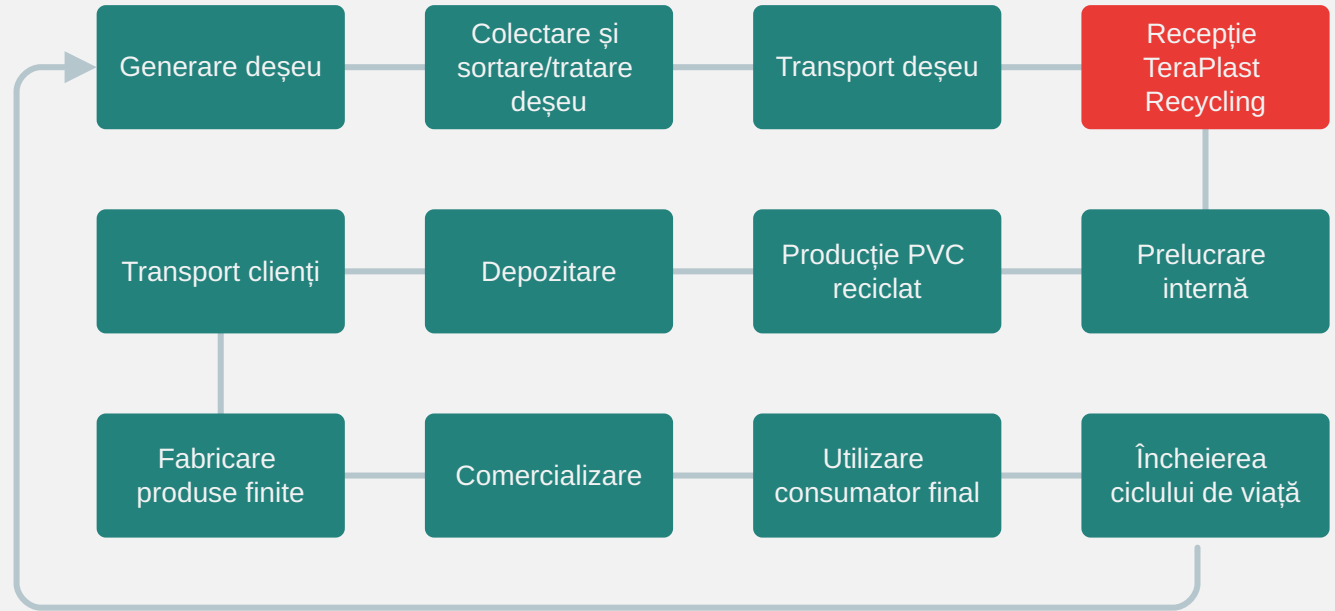 Generare deșeu
Colectare și
sortare/tratare
deșeu
Transport deșeu
Recepție
TeraPlast
Recycling
Transport clienți
Depozitare
Producție PVC
reciclat
Prelucrare
internă
Fabricare
produse finite
Comercializare
Utilizare
consumator final
Încheierea
ciclului de viață